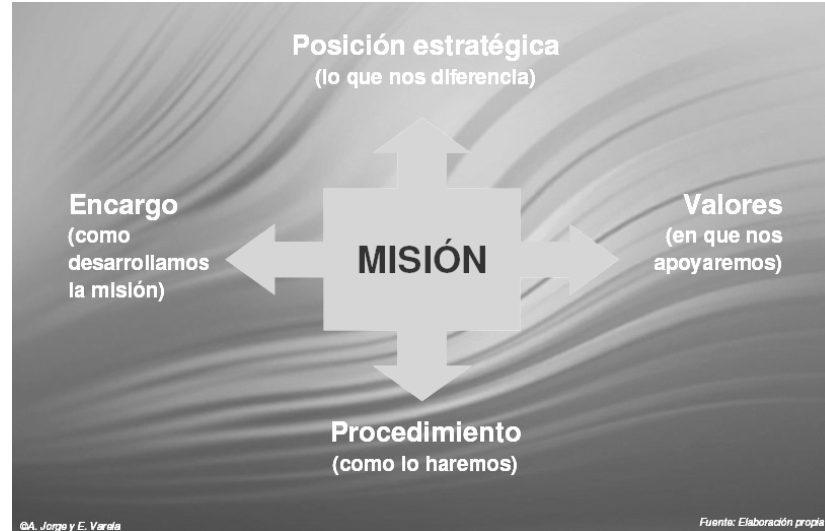 Posición estratégica
(lo que nos diferencia)
Encargo
(como
desarrollamos
la misión)
MISIÓN
Valores
(en que nos
apoyaremos)
Procedimiento
(como lo haremos)
©A. Jorge y E. Varela
Fuente: Elaboración propia